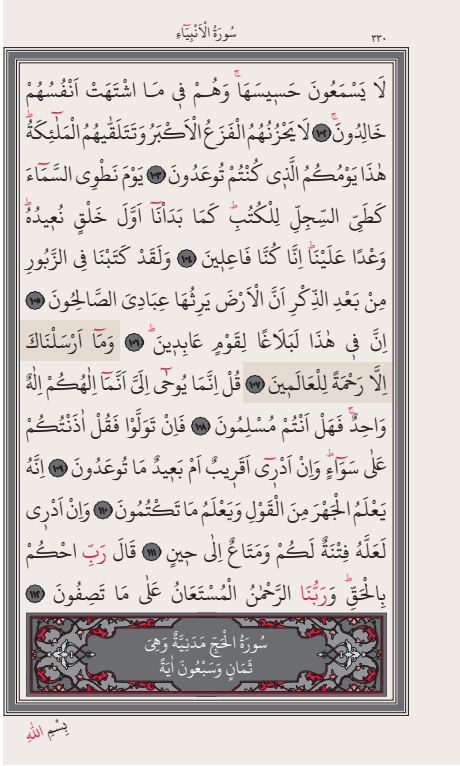 سُورَةُ الْاَنْبِيَٓاءِ
٣٣٠
لَا يَسْمَعُونَ حَسٖيسَهَاۚ وَهُـمْ فٖي مَـا اشْتَهَتْ اَنْفُسُهُمْ
خَالِدُونَۚ ﴿١٠٢﴾ لَا يَحْزُنُهُمُ الْفَزَعُ الْاَكْبَرُ وَتَتَلَقّٰيهُمُ الْمَلٰٓئِكَةُۜ
هٰذَا يَوْمُكُمُ الَّذٖي كُنْتُمْ تُوعَدُونَ ﴿١٠٣﴾ يَوْمَ نَطْوِي السَّمَٓاءَ
كَطَيِّ السِّجِلِّ لِلْكُتُبِۜ كَمَا بَدَأْنَٓا اَوَّلَ خَلْقٍ نُعٖيدُهُۜ
وَعْدًا عَلَيْنَاۜ اِنَّا كُنَّا فَاعِلٖينَ ﴿١٠٤﴾ وَلَقَدْ كَتَبْنَا فِي الزَّبُورِ
مِنْ بَعْدِ الذِّكْرِ اَنَّ الْاَرْضَ يَرِثُهَا عِبَادِيَ الصَّالِحُونَ ﴿١٠٥﴾
اِنَّ فٖي هٰذَا لَبَلَاغًا لِقَوْمٍ عَابِدٖينَۜ ﴿١٠٦﴾ وَمَٓا اَرْسَلْنَاكَ
اِلَّا رَحْمَةً لِلْعَالَمٖينَ ﴿١٠٧﴾ قُلْ اِنَّمَا يُوحٰٓى اِلَيَّ اَنَّمَٓا اِلٰهُكُمْ اِلٰهٌ
وَاحِدٌۚ فَهَلْ اَنْتُمْ مُسْلِمُونَ ﴿١٠٨﴾ فَاِنْ تَوَلَّوْا فَقُلْ اٰذَنْتُكُمْ
عَلٰى سَوَٓاءٍۜ وَاِنْ اَدْرٖٓي اَقَرٖيبٌ اَمْ بَعٖيدٌ مَا تُوعَدُونَ ﴿١٠٩﴾ اِنَّهُ
يَعْلَمُ الْجَهْرَ مِنَ الْقَوْلِ وَيَعْلَمُ مَا تَكْتُمُونَ ﴿١١٠﴾ وَاِنْ اَدْرٖي
لَعَلَّهُ فِتْنَةٌ لَكُمْ وَمَتَاعٌ اِلٰى حٖينٍ ﴿١١١﴾ قَالَ رَبِّ احْكُمْ
بِالْحَقِّۜ وَرَبُّنَا الرَّحْمٰنُ الْمُسْتَعَانُ عَلٰى مَا تَصِفُونَ ﴿١١٢﴾
سُورَةُ الْحَجِّ مَدَنِيَّةٌ وَهِيَ
ثَمَانٍ وَسَبْعُونَ اٰيَةً
بِسْمِ اللّٰهِ